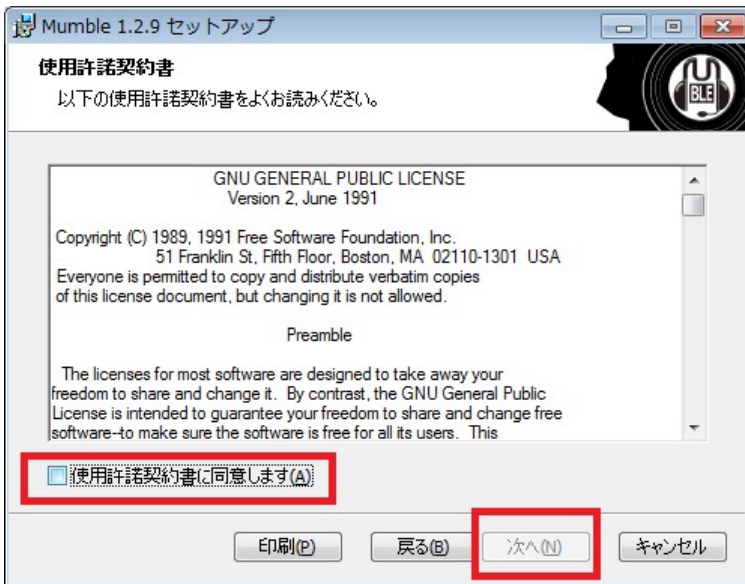 Mumble 1.2.9 セットアップ
使用許諾契約書
以下の使用許諾契約書をよくお読みください。
BLE
GNU GENERAL PUBLIC LICENSE
Version 2, June 1991
Copyright (C) 1989, 1991 Free Software Foundation, Inc.
51 Franklin St, Fifth Floor, Boston, MA  02110-1301  USA
Everyone is permitted to copy and distribute verbatim copies
of this license document, but changing it is not allowed.
Preamble
The licenses for most software are designed to take away your
freedom to share and change it.  By contrast, the GNU General Public
License is intended to guarantee your freedom to share and change free
software--to make sure the software is free for all its users.  This
使用許諾契約書に同意します(A)
印刷(P) 戻る(B) 次へ(N) キャンセル